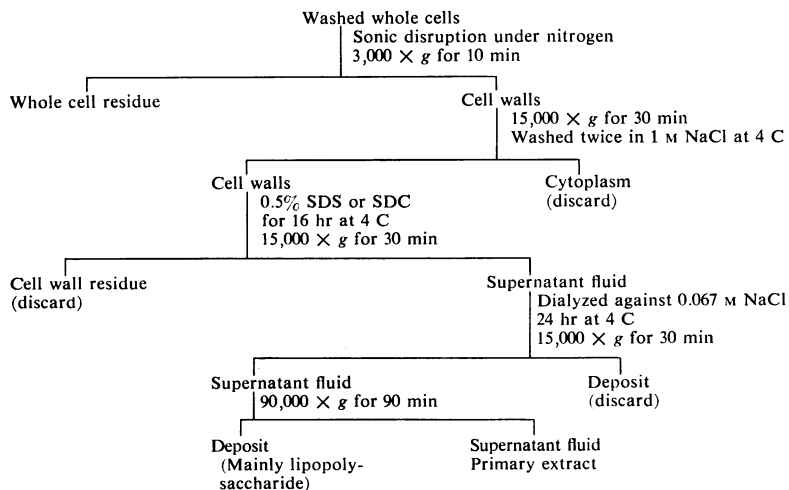 Washed whole cells
Sonic disruption under nitrogen
3,000 × g for 10 min
Whole cell residue
Cell walls
15,000 × g for 30 min
Washed twice in 1 M NaCl at 4 C
Cell walls
Cytoplasm
(discard)
0.5% SDS or SDC
for 16 hr at 4 C
15,000 × g for 30 min
Cell wall residue
(discard)
Supernatant fluid
Dialyzed against 0.067 M NaCl
24 hr at 4 C
15,000 × g for 30 min
Supernatant fluid
90,000 × g for 90 min
Deposit
(discard)
Deposit
(Mainly lipopoly-
saccharide)
Supernatant fluid
Primary extract